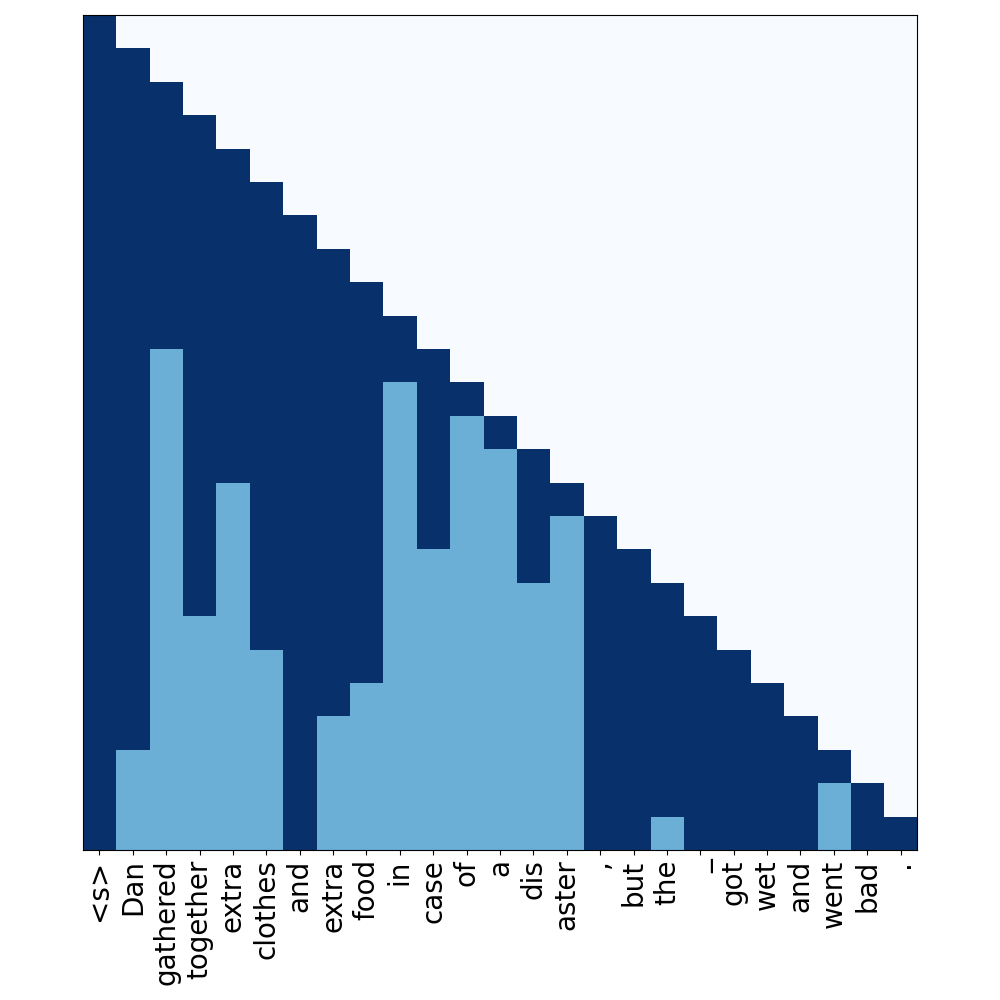 <s>
Dan
gathered
together
extra
clothes
and
extra
food
in
case
of
a
dis
aster
,
but
the
_
got
wet
and
went
bad
.